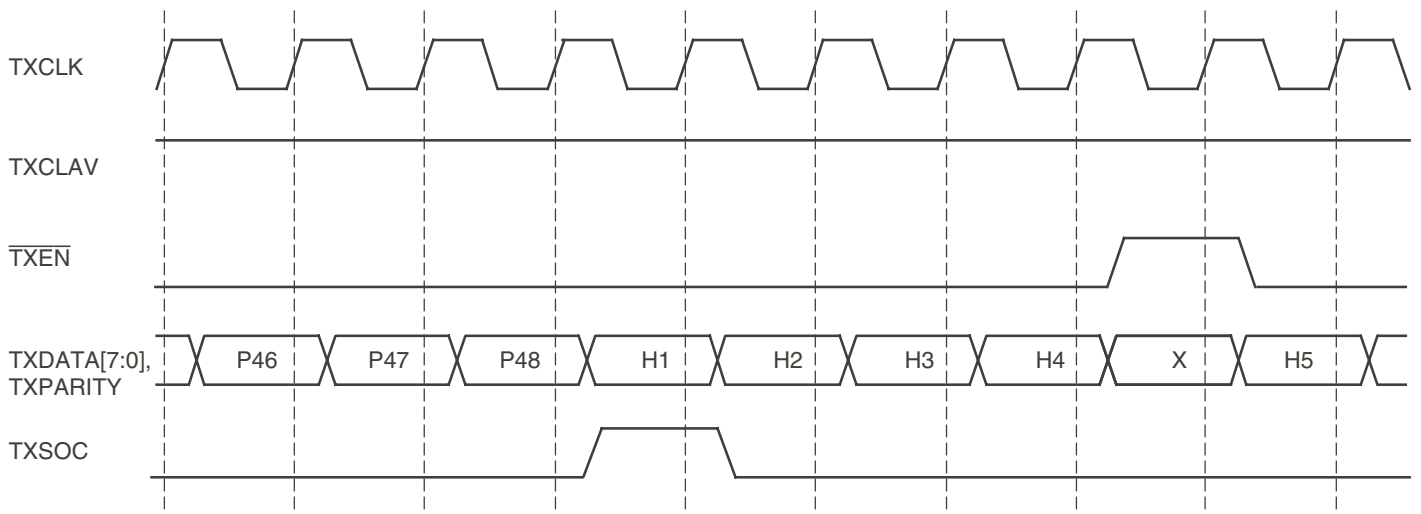 TXCLK
TXCLAV
TXEN
TXDATA[7:0],
TXPARITY
P46 P47 P48 H1 H2 H3 H4 X H5
TXSOC